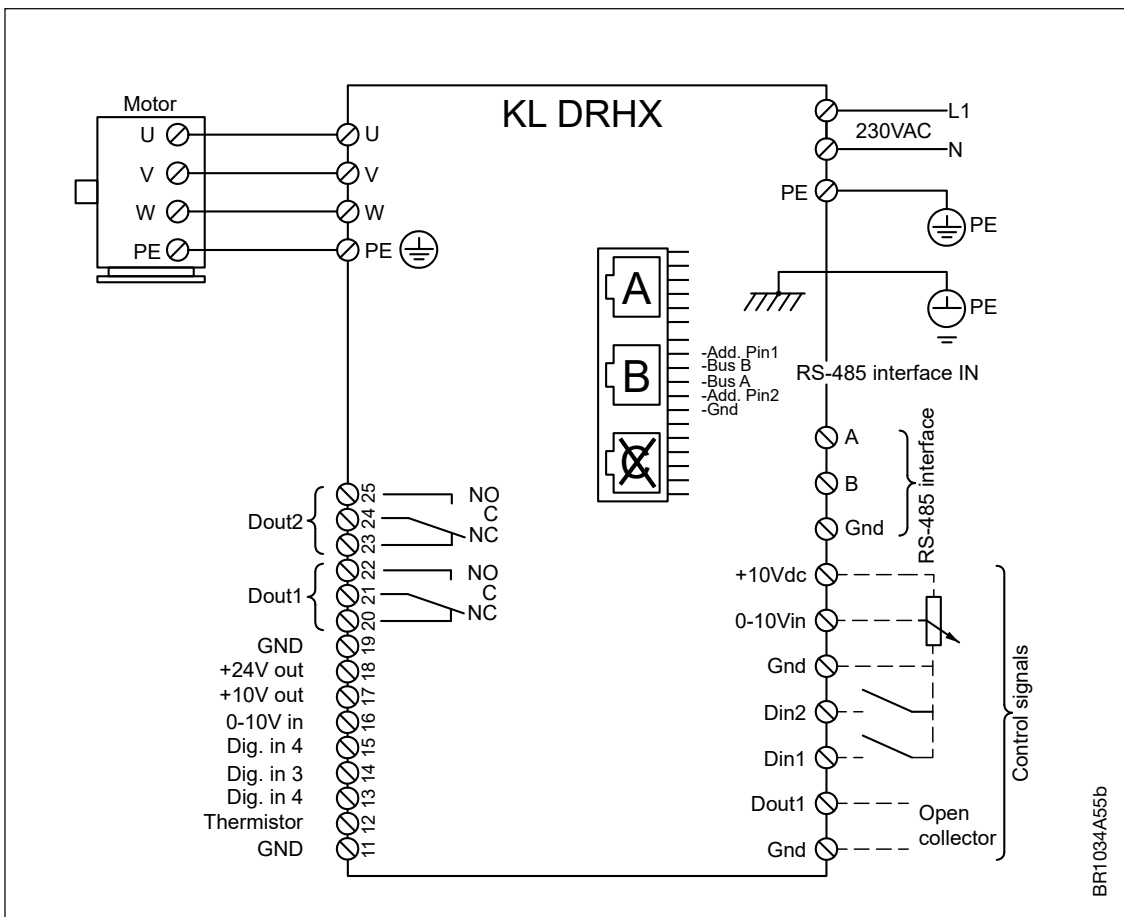 KL DRHX
Motor
U
V
W
PE
U
V
W
PE
L1
230VAC
N
PE
PE
PE
A
B
C
-Add. Pin1
-Bus B
-Bus A
-Add. Pin2
-Gnd
RS-485 interface IN
A
B
Gnd
RS-485 interface
Dout2
25 NO
24 C
23 NC
Dout1
22 NO
21 C
20 NC
GND 19
+24V out 18
+10V out 17
0-10V in 16
Dig. in 4 15
Dig. in 3 14
Dig. in 4 13
Thermistor 12
GND 11
+10Vdc
0-10Vin
Gnd
Din2
Din1
Dout1
Gnd
Open
collector
Control signals
BR1034A55b